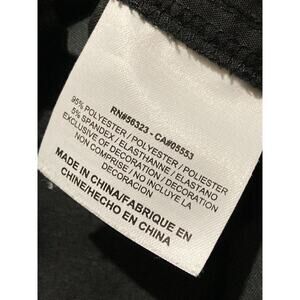 RN#56323 - CA#05553
95% POLYESTER / POLYESTER / POLIESTER
5% SPANDEX / ELASTHANNE / ELASTANO
EXCLUSIVE OF DECORATION / DECORATION
NON COMPRISE / NO INCLUYE LA
DECORACION
MADE IN CHINA/FABRIQUE EN
CHINE/HECHO EN CHINA